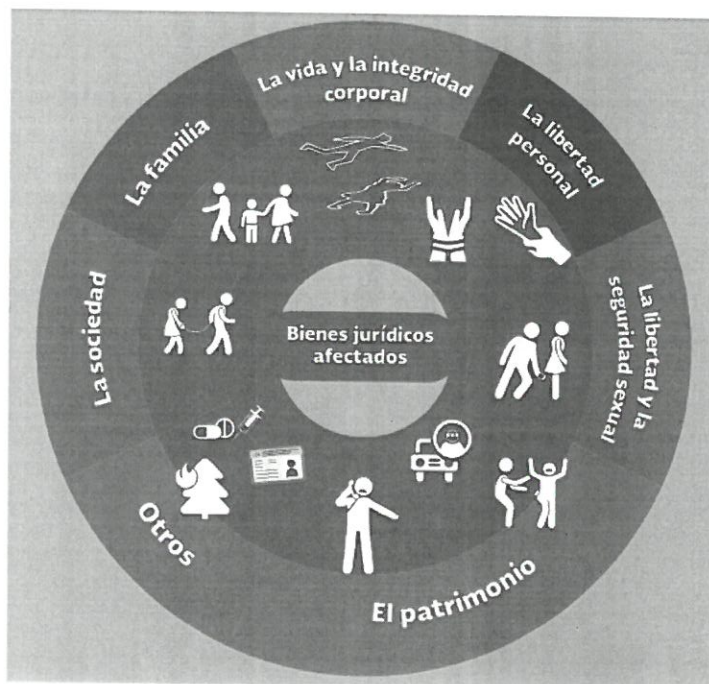 La vida y la integridad
corporal
La libertad
personal
La libertad y la
seguridad sexual
El patrimonio
Otros
La sociedad
La familia
Bienes jurídicos
afectados